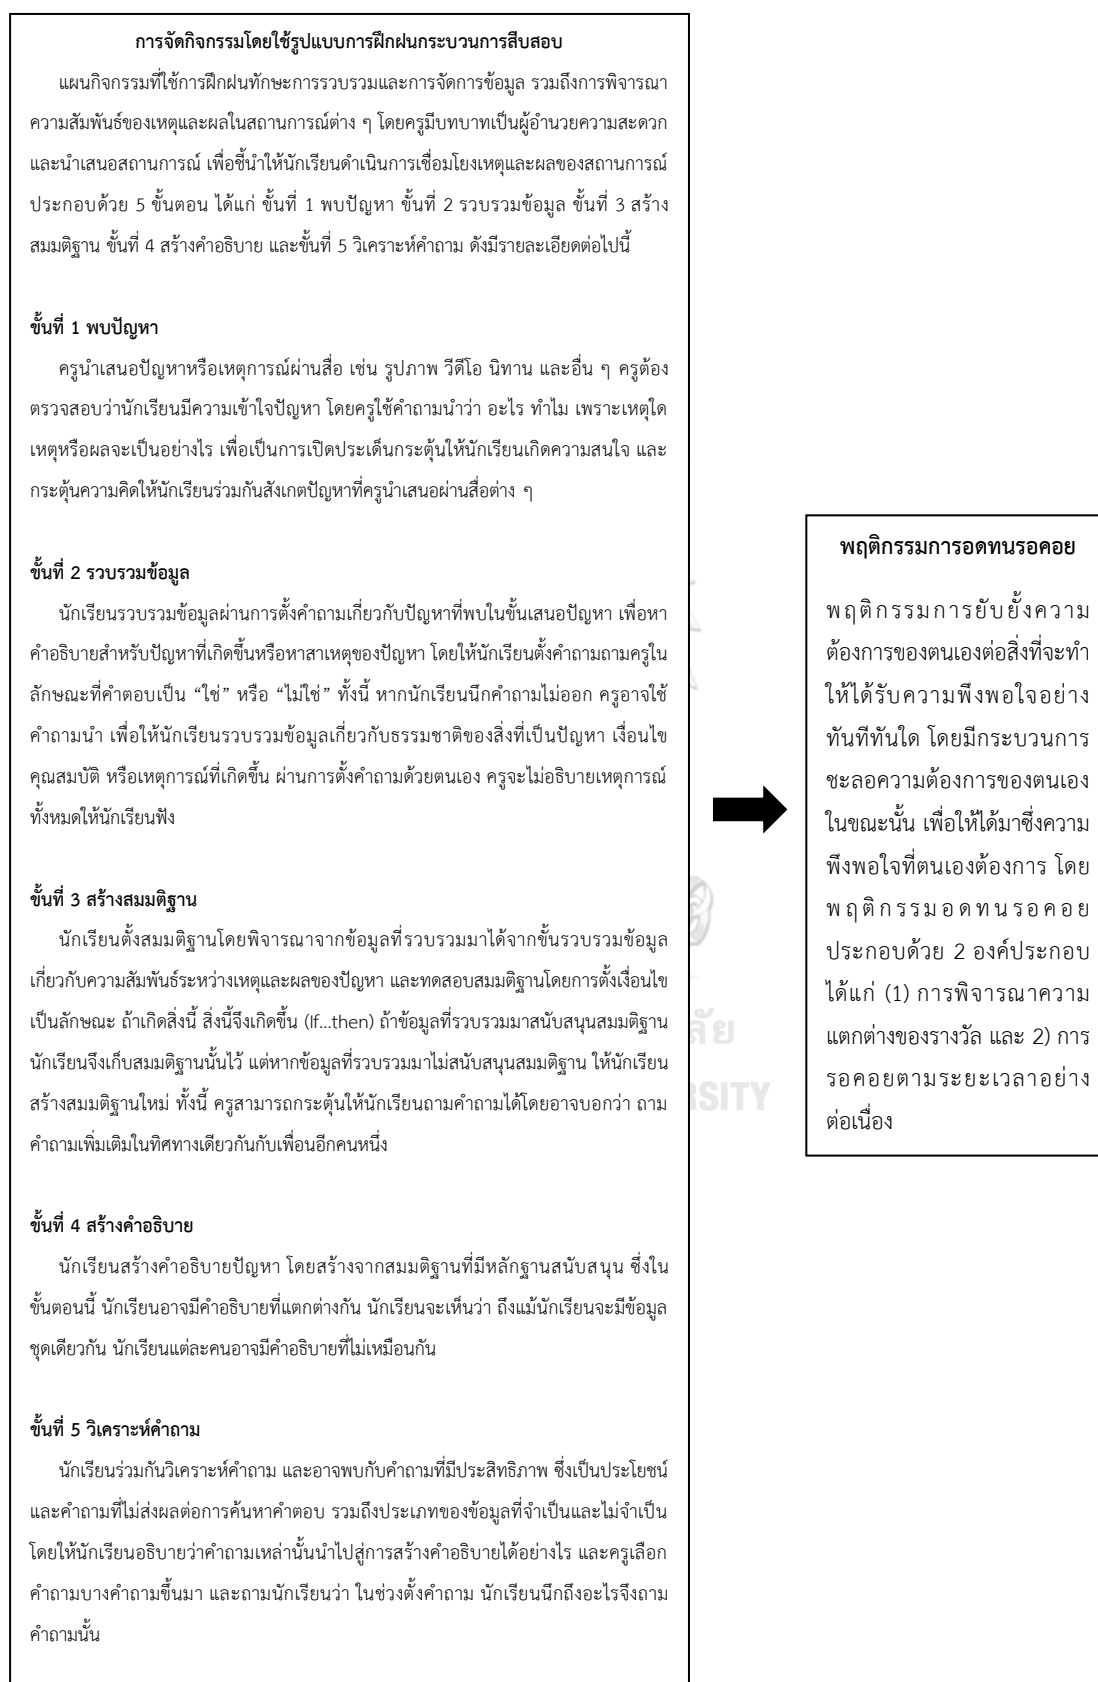 การจัดกิจกรรมโดยใช้รูปแบบการฝึกฝนกระบวนการสืบสอบ
แผนกิจกรรมที่ใช้การฝึกฝนทักษะการรวบรวมและการจัดการข้อมูล รวมถึงการพิจารณา
ความสัมพันธ์ของเหตุและผลในสถานการณ์ต่าง ๆ โดยครูมีบทบาทเป็นผู้อำนวยความสะดวก
และนำเสนอสถานการณ์ เพื่อชี้นำให้นักเรียนดำเนินการเชื่อมโยงเหตุและผลของสถานการณ์
ประกอบด้วย 5 ขั้นตอน ได้แก่ ขั้นที่ 1 พบปัญหา ขั้นที่ 2 รวบรวมข้อมูล ขั้นที่ 3 สร้าง
สมมติฐาน ขั้นที่ 4 สร้างคำอธิบาย และขั้นที่ 5 วิเคราะห์คำถาม ดังมีรายละเอียดต่อไปนี้
ขั้นที่ 1 พบปัญหา
ครูนำเสนอปัญหาหรือเหตุการณ์ผ่านสื่อ เช่น รูปภาพ วีดีโอ นิทาน และอื่น ๆ ครูต้อง
ตรวจสอบว่านักเรียนมีความเข้าใจปัญหา โดยครูใช้คำถามนำว่า อะไร ทำไม เพราะเหตุใด
เหตุหรือผลจะเป็นอย่างไร เพื่อเป็นการเปิดประเด็นกระตุ้นให้นักเรียนเกิดความสนใจ และ
กระตุ้นความคิดให้นักเรียนร่วมกันสังเกตปัญหาที่ครูนำเสนอผ่านสื่อต่าง ๆ
ขั้นที่ 2 รวบรวมข้อมูล
นักเรียนรวบรวมข้อมูลผ่านการตั้งคำถามเกี่ยวกับปัญหาที่พบในขั้นเสนอปัญหา เพื่อหา
คำอธิบายสำหรับปัญหาที่เกิดขึ้นหรือหาสาเหตุของปัญหา โดยให้นักเรียนตั้งคำถามถามครูใน
ลักษณะที่คำตอบเป็น “ใช่” หรือ “ไม่ใช่” ทั้งนี้ หากนักเรียนนึกคำถามไม่ออก ครูอาจใช้
คำถามนำ เพื่อให้นักเรียนรวบรวมข้อมูลเกี่ยวกับธรรมชาติของสิ่งที่เป็นปัญหา เงื่อนไข
คุณสมบัติ หรือเหตุการณ์ที่เกิดขึ้น ผ่านการตั้งคำถามด้วยตนเอง ครูจะไม่อธิบายเหตุการณ์
ทั้งหมดให้นักเรียนฟัง
ขั้นที่ 3 สร้างสมมติฐาน
นักเรียนตั้งสมมติฐานโดยพิจารณาจากข้อมูลที่รวบรวมมาได้จากขั้นรวบรวมข้อมูล
เกี่ยวกับความสัมพันธ์ระหว่างเหตุและผลของปัญหา และทดสอบสมมติฐานโดยการตั้งเงื่อนไข
เป็นลักษณะ ถ้าเกิดสิ่งนี้ สิ่งนี้จึงเกิดขึ้น (If...then) ถ้าข้อมูลที่รวบรวมมาสนับสนุนสมมติฐาน
นักเรียนจึงเก็บสมมติฐานนั้นไว้ แต่หากข้อมูลที่รวบรวมมาไม่สนับสนุนสมมติฐาน ให้นักเรียน
สร้างสมมติฐานใหม่ ทั้งนี้ ครูสามารถกระตุ้นให้นักเรียนถามคำถามได้โดยอาจบอกว่า ถาม
คำถามเพิ่มเติมในทิศทางเดียวกันกับเพื่อนอีกคนหนึ่ง
ขั้นที่ 4 สร้างคำอธิบาย
นักเรียนสร้างคำอธิบายปัญหา โดยสร้างจากสมมติฐานที่มีหลักฐานสนับสนุน ซึ่งใน
ขั้นตอนนี้ นักเรียนอาจมีคำอธิบายที่แตกต่างกัน นักเรียนจะเห็นว่า ถึงแม้นักเรียนจะมีข้อมูล
ชุดเดียวกัน นักเรียนแต่ละคนอาจมีคำอธิบายที่ไม่เหมือนกัน
ขั้นที่ 5 วิเคราะห์คำถาม
นักเรียนร่วมกันวิเคราะห์คำถาม และอาจพบกับคำถามที่มีประสิทธิภาพ ซึ่งเป็นประโยชน์
และคำถามที่ไม่ส่งผลต่อการค้นหาคำตอบ รวมถึงประเภทของข้อมูลที่จำเป็นและไม่จำเป็น
โดยให้นักเรียนอธิบายว่าคำถามเหล่านั้นนำไปสู่การสร้างคำอธิบายได้อย่างไร และครูเลือก
คำถามบางคำถามขึ้นมา และถามนักเรียนว่า ในช่วงตั้งคำถาม นักเรียนนึกถึงอะไรจึงถาม
คำถามนั้น
พฤติกรรมการอดทนรอคอย
พฤติกรรมการยับยั้งความ
ต้องการของตนเองต่อสิ่งที่จะทำ
ให้ได้รับความพึงพอใจอย่าง
ทันทีทันใด โดยมีกระบวนการ
ชะลอความต้องการของตนเอง
ในขณะนั้น เพื่อให้ได้มาซึ่งความ
พึงพอใจที่ตนเองต้องการ โดย
พฤติกรรมอดทนรอคอย
ประกอบด้วย 2 องค์ประกอบ
ได้แก่ (1) การพิจารณาความ
แตกต่างของรางวัล และ 2) การ
รอคอยตามระยะเวลาอย่าง
ต่อเนื่อง
ลัย
RSITY